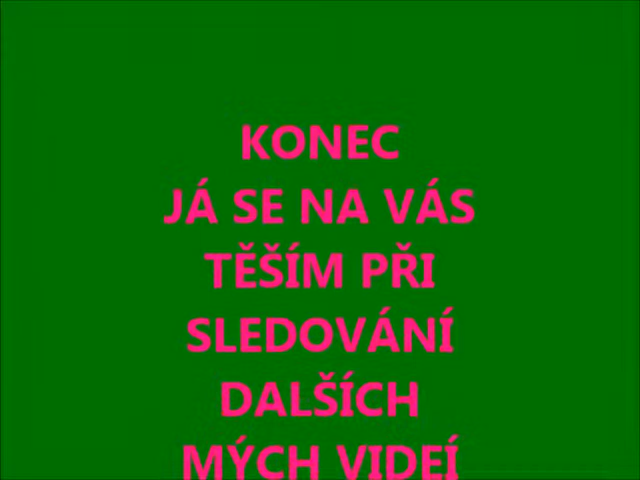 KONEC
JÁ SE NA VÁS
TĚŠÍM PŘI
SLEDOVÁNÍ
DALŠÍCH
MÝCH VIDEÍ